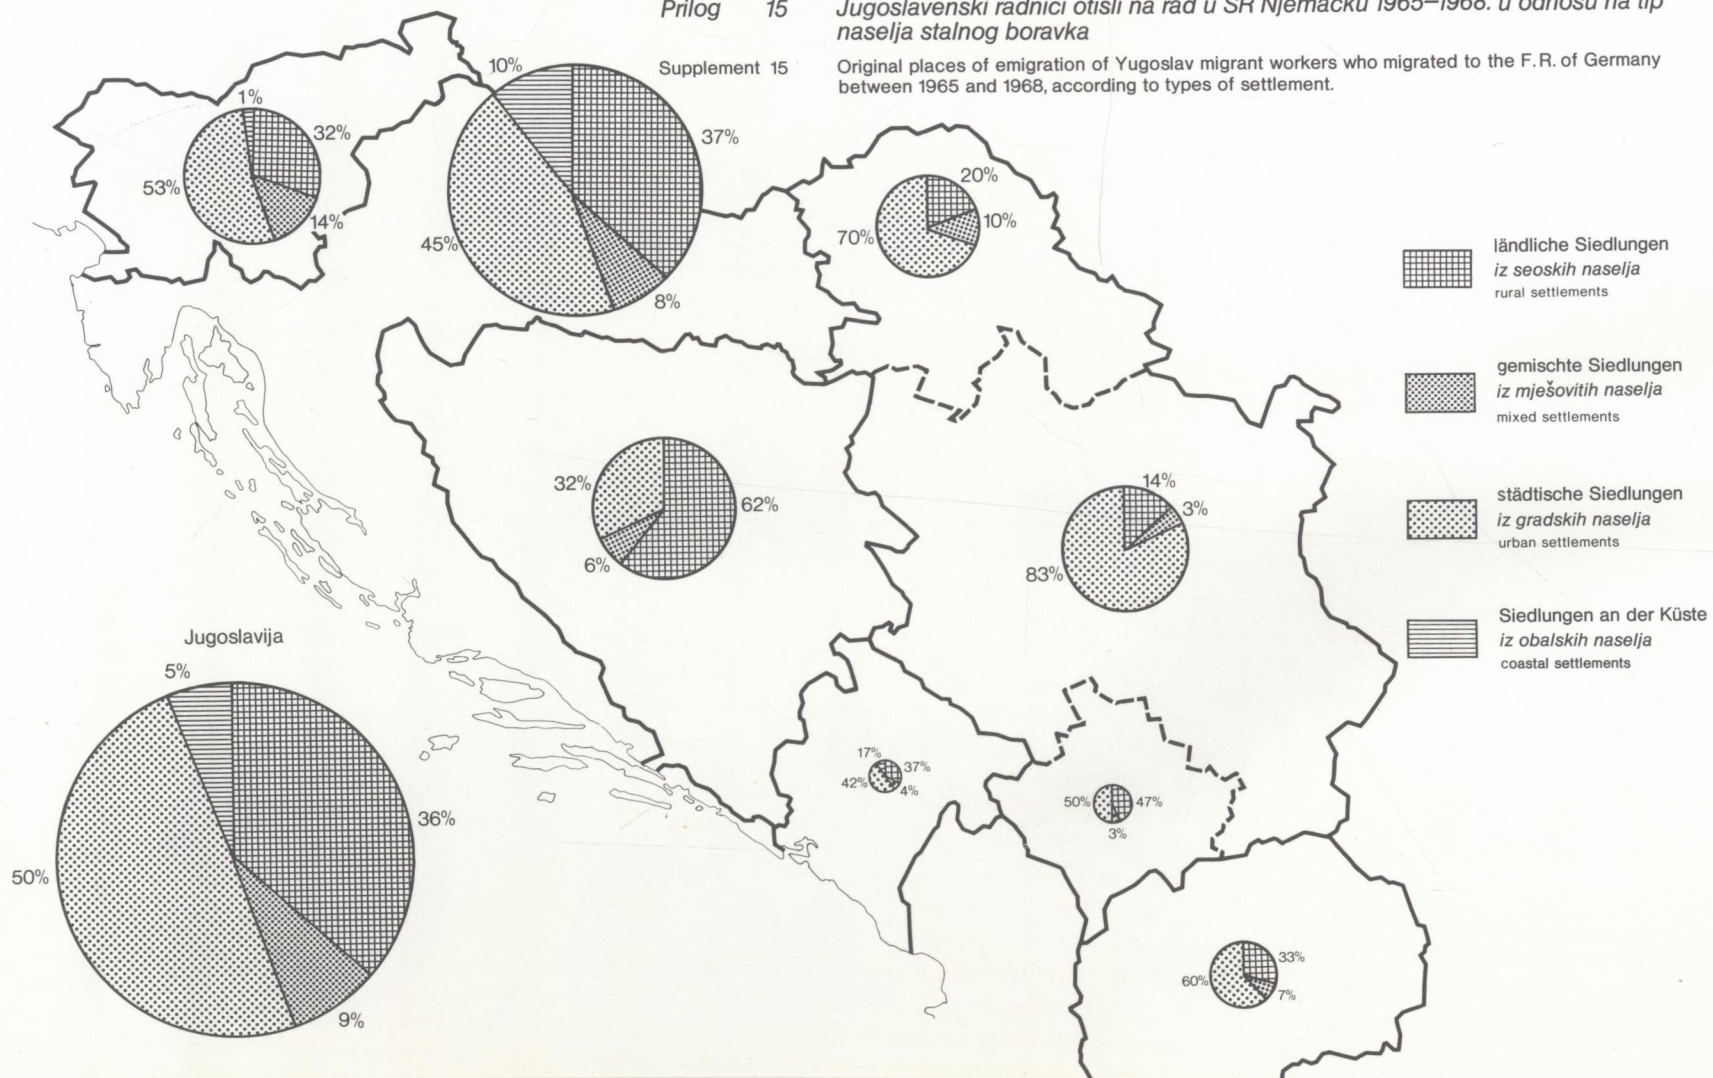 Prilog 15
Jugoslavenski radnici otišli na rad u SR Njemačku 1965–1968. u odnosu na tip
naselja stalnog boravka
Supplement 15
Original places of emigration of Yugoslav migrant workers who migrated to the F.R. of Germany
between 1965 and 1968, according to types of settlement.
1%
32%
53%
14%
10%
37%
45%
8%
20%
10%
70%
ländliche Siedlungen
iz seoskih naselja
rural settlements
gemischte Siedlungen
iz mješovitih naselja
mixed settlements
städtische Siedlungen
iz gradskih naselja
urban settlements
Siedlungen an der Küste
iz obalskih naselja
coastal settlements
32%
62%
6%
14%
3%
83%
Jugoslavija
5%
36%
50%
9%
17%
37%
42%
4%
50%
47%
3%
33%
60%
7%